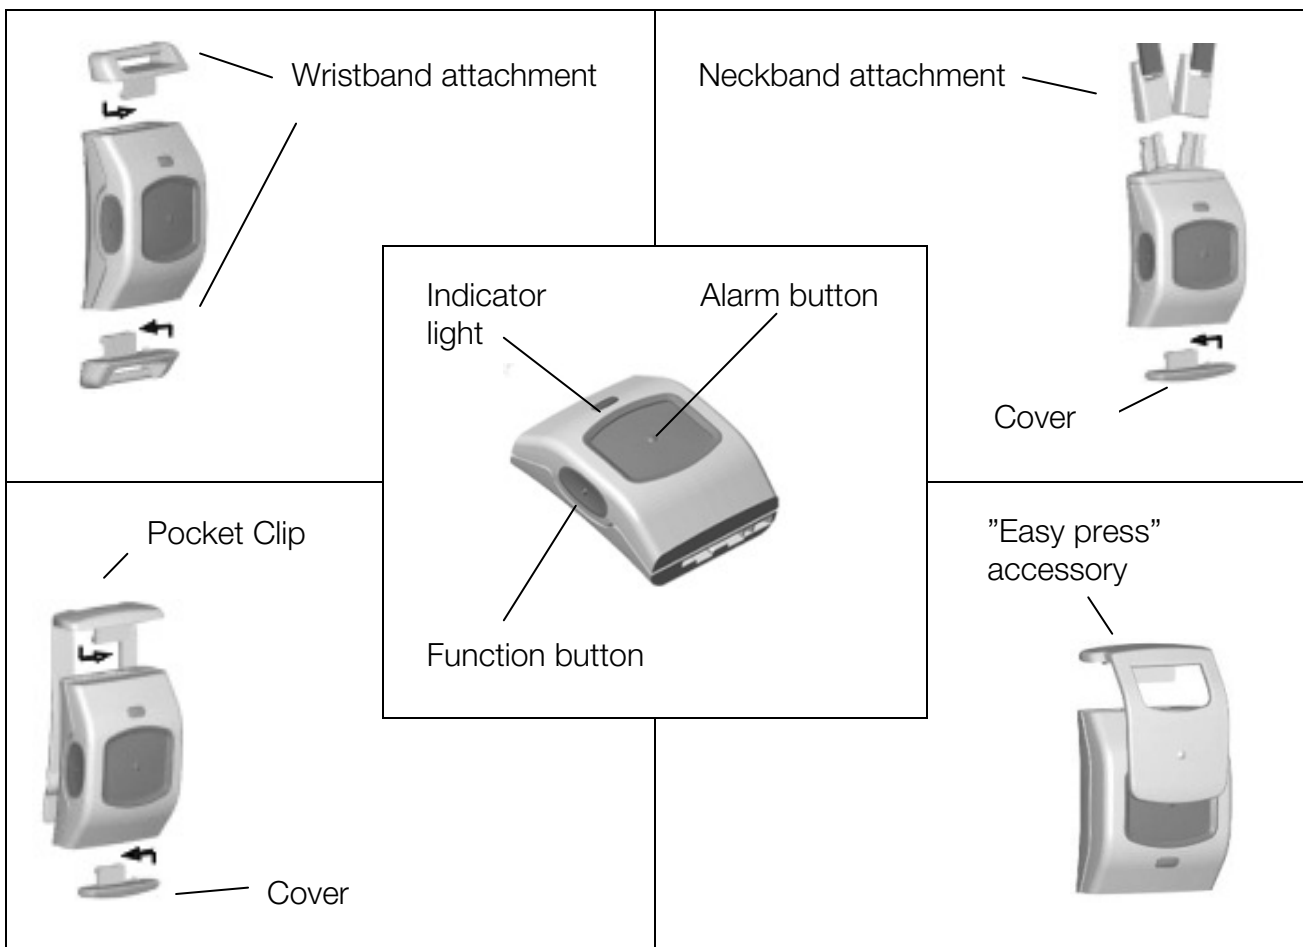 Wristband attachment
Neckband attachment
Indicator
light
Alarm button
Cover
Function button
Pocket Clip
Cover
”Easy press”
accessory